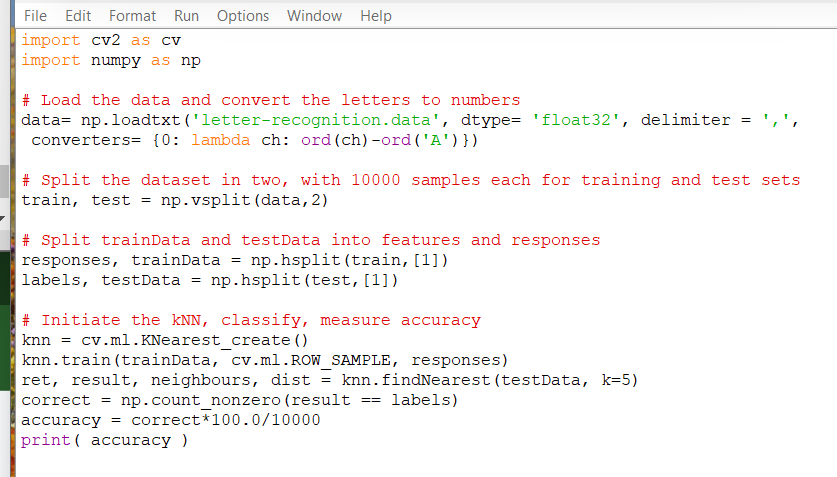 File Edit Format Run Options Window Help
import cv2 as cv
import numpy as np
# Load the data and convert the letters to numbers
data= np.loadtxt('letter-recognition.data', dtype= 'float32', delimiter = ',',
 converters= {0: lambda ch: ord(ch)-ord('A')})
# Split the dataset in two, with 10000 samples each for training and test sets
train, test = np.vsplit(data,2)
# Split trainData and testData into features and responses
responses, trainData = np.hsplit(train,[1])
labels, testData = np.hsplit(test,[1])
# Initiate the kNN, classify, measure accuracy
knn = cv.ml.KNearest_create()
knn.train(trainData, cv.ml.ROW_SAMPLE, responses)
ret, result, neighbours, dist = knn.findNearest(testData, k=5)
correct = np.count_nonzero(result == labels)
accuracy = correct*100.0/10000
print( accuracy )